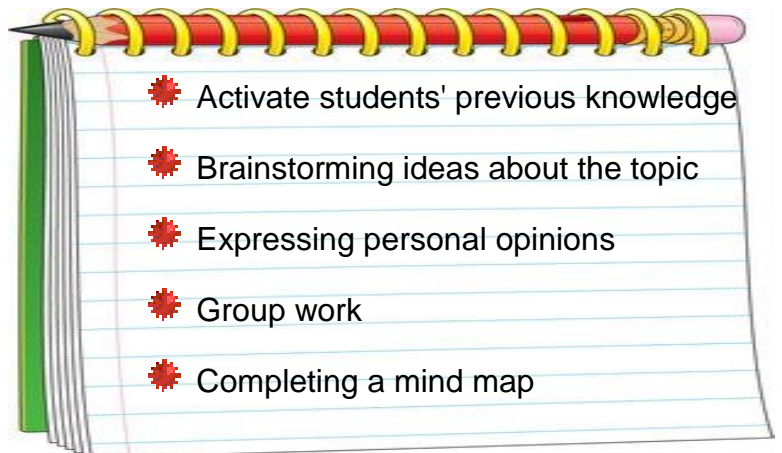 Activate students' previous knowledge
Brainstorming ideas about the topic
Expressing personal opinions
Group work
Completing a mind map